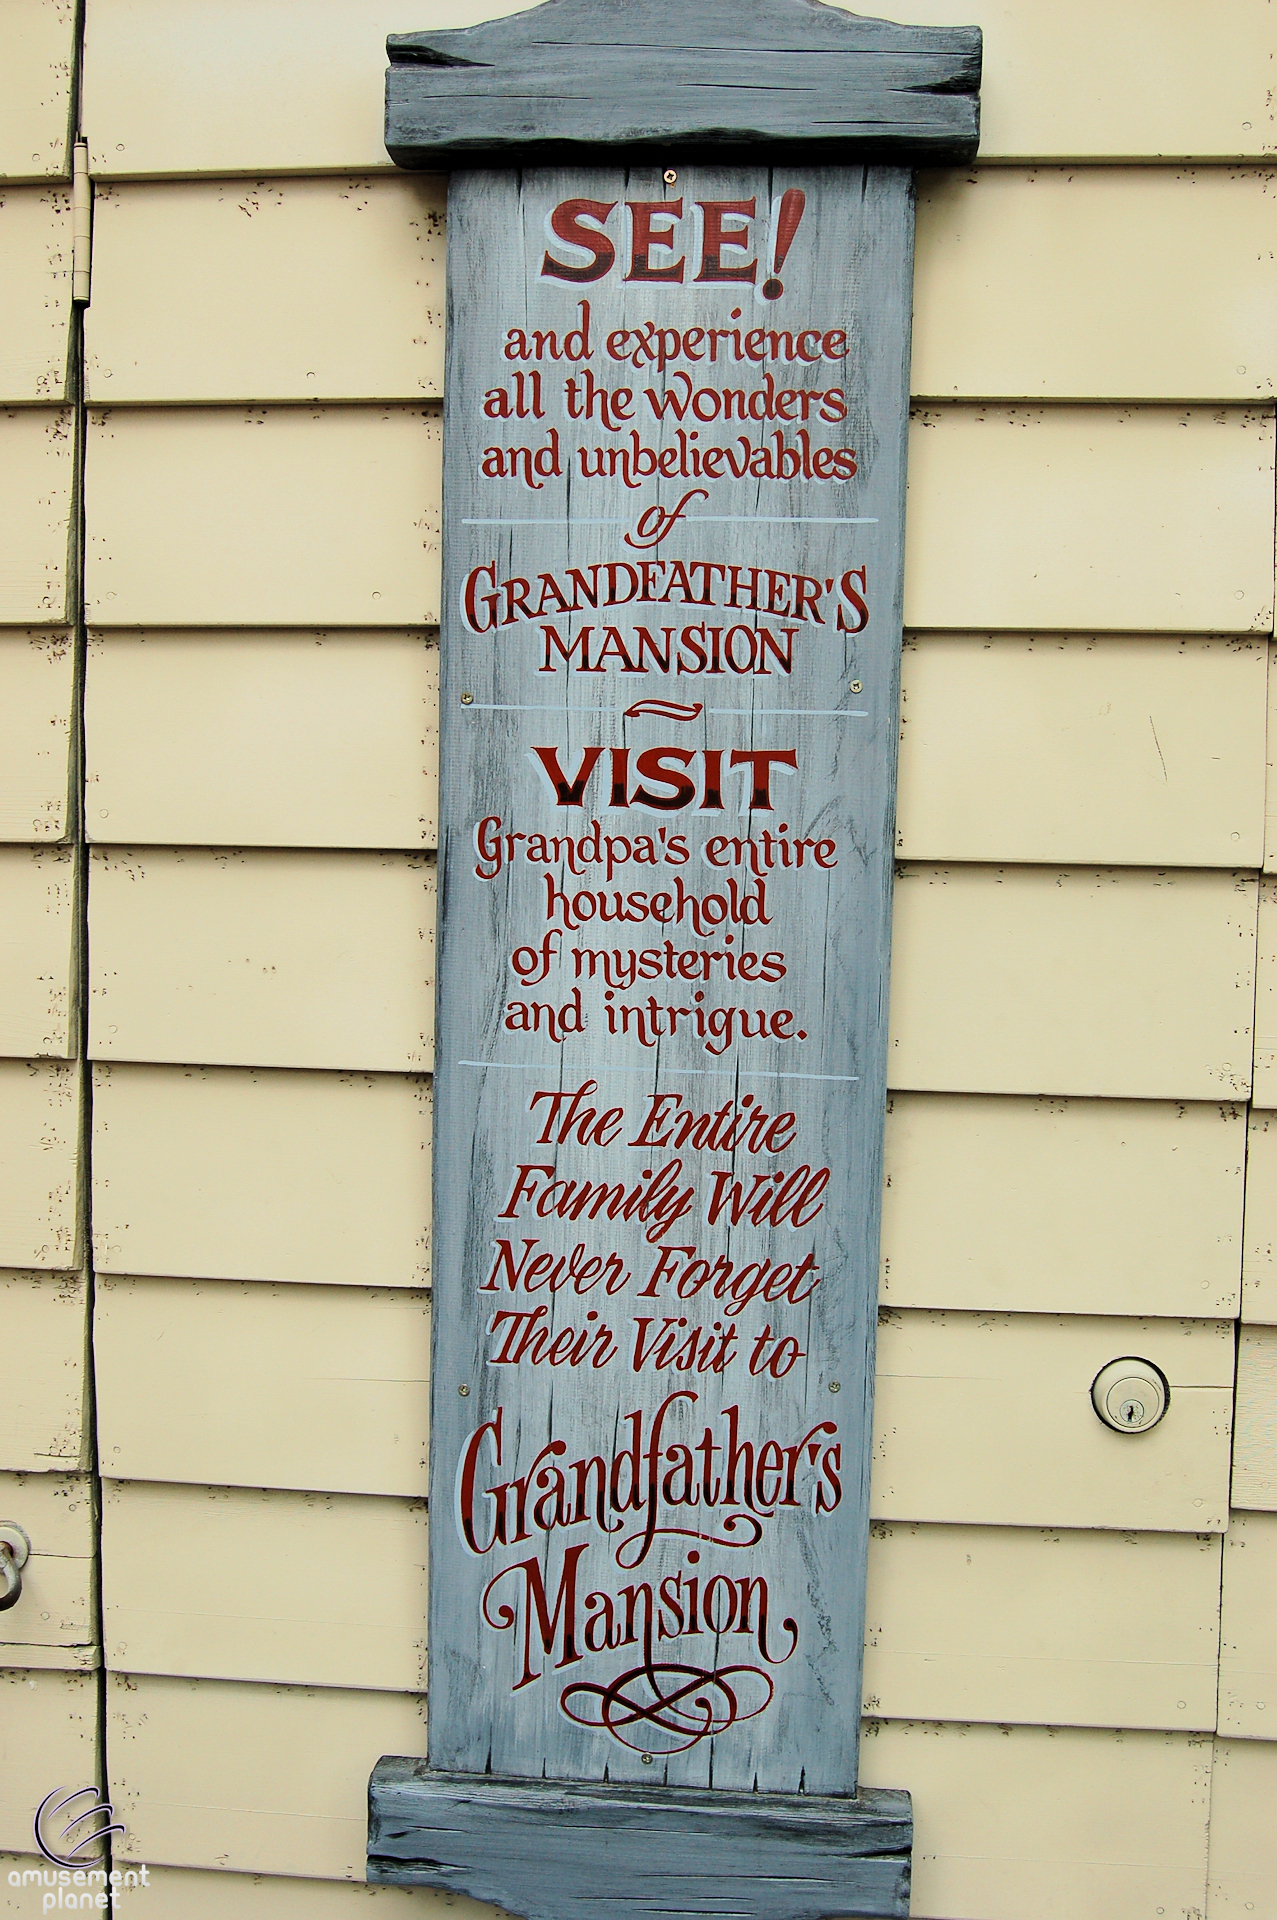 SEE!
and experience
all the wonders
and unbelievables
of
GRANDFATHER'S
MANSION
VISIT
Grandpa's entire
household
of mysteries
and intrigue.
The Entire
Family Will
Never Forget
Their Visit to
Grandfather's
Mansion
amusement
planet